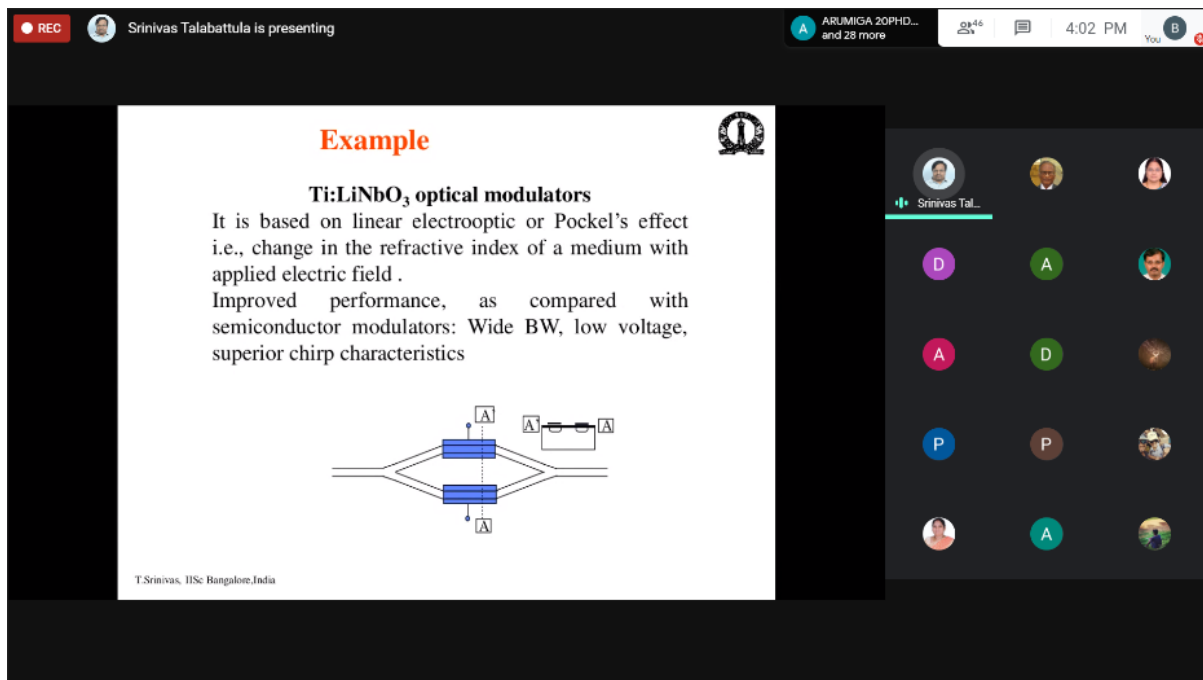 REC
Srinivas Talabattula is presenting
A
ARUMIGA 20PHD...
and 28 more
46
4:02 PM
You
B
Example
Ti:LiNbO3 optical modulators
It is based on linear electrooptic or Pockel's effect
i.e., change in the refractive index of a medium with
applied electric field .
Improved performance, as compared with
semiconductor modulators: Wide BW, low voltage,
superior chirp characteristics
A'
A' A
A
T.Srinivas, IISc Bangalore,India
Srinivas Tal...
D
A
A
D
P
P
A